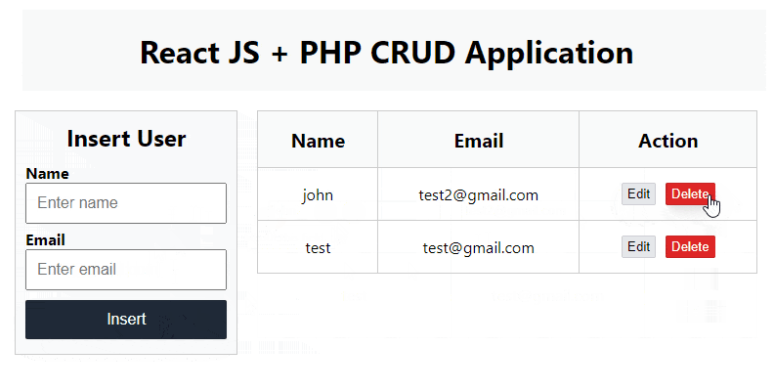 React JS + PHP CRUD Application
Insert User
Name
Enter name
Email
Enter email
Insert
Name Email Action
john test2@gmail.com Edit Delete
test test@gmail.com Edit Delete